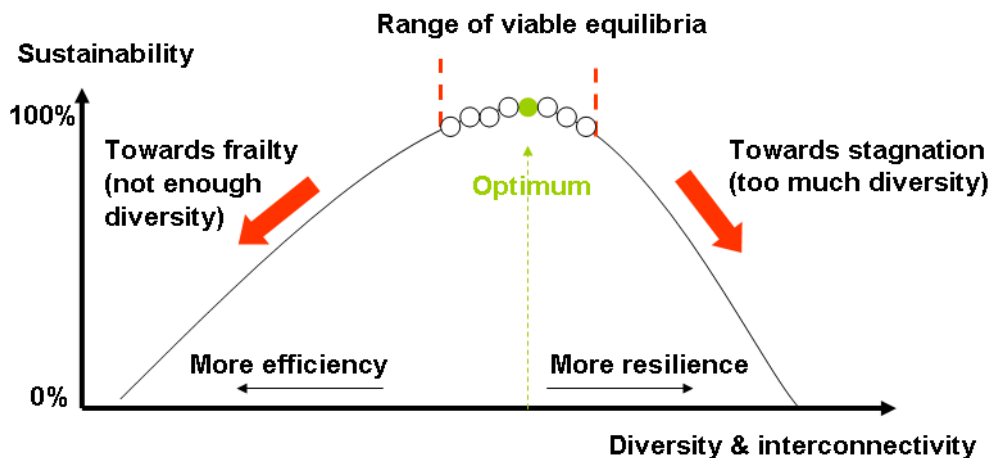 Range of viable equilibria
Sustainability
100%
Towards frailty
(not enough
diversity)
Optimum
Towards stagnation
(too much diversity)
More efficiency
More resilience
0%
Diversity & interconnectivity